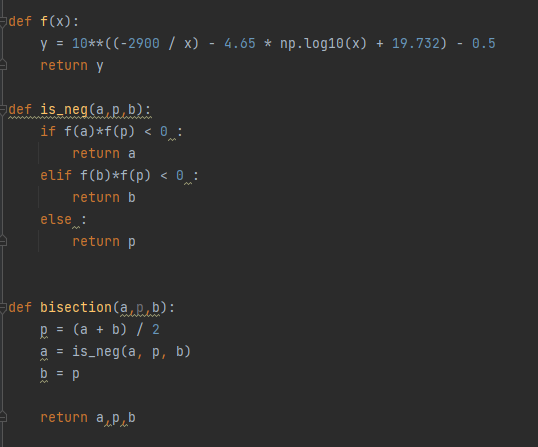 def f(x):
    y = 10**((-2900 / x) - 4.65 * np.log10(x) + 19.732) - 0.5
    return y
def is_neg(a,p,b):
    if f(a)*f(p) < 0 :
        return a
    elif f(b)*f(p) < 0 :
        return b
    else :
        return p
def bisection(a,p,b):
    p = (a + b) / 2
    a = is_neg(a, p, b)
    b = p
    return a,p,b